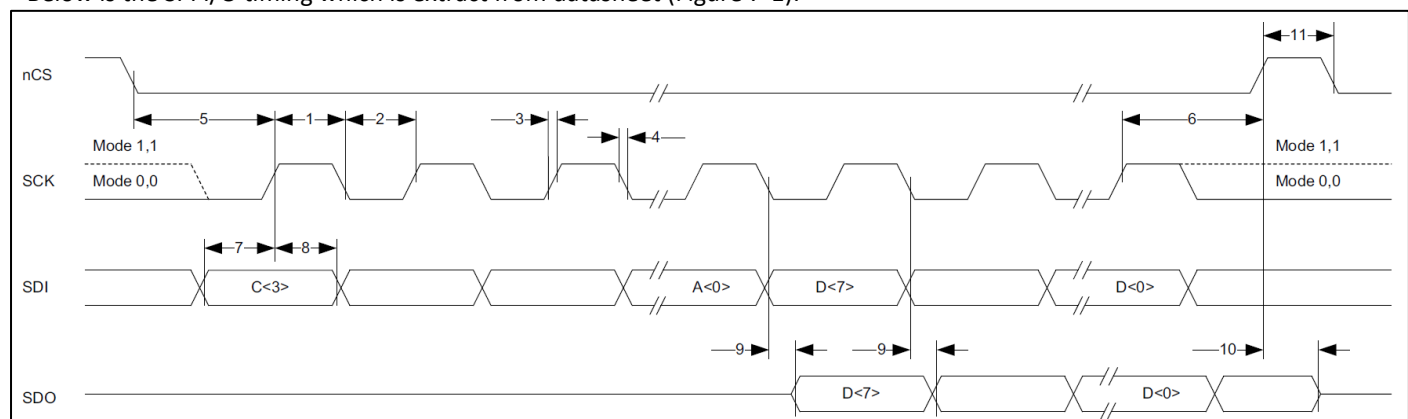 Below is the SPI I/O timing which is extract from datasheet (Figure
nCS
11
5
1
2
3
4
6
Mode 1,1
Mode 1,1
SCK
Mode 0,0
Mode 0,0
7
8
SDI
C<3>
A<0>
D<7>
D<0>
9
9
10
SDO
D<7>
D<0>